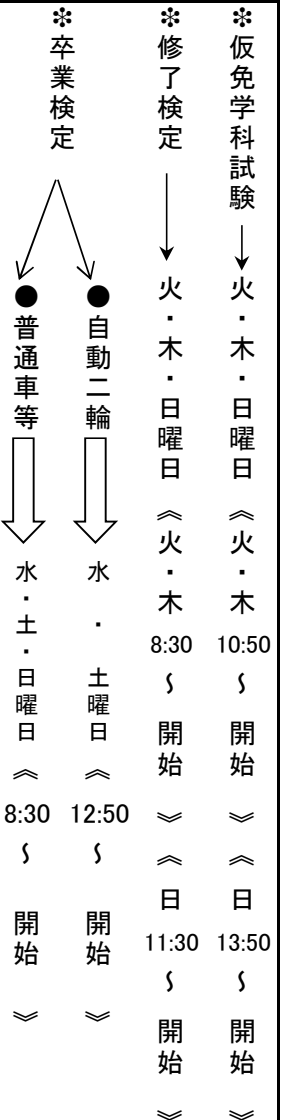 ❇仮免学科試験 → 火・木・日曜日 《火・木 10:50 ～ 開始 》《 日 13:50 ～ 開始 》
❇修了検定 → 火・木・日曜日 《火・木 8:30 ～ 開始 》《 日 11:30 ～ 開始 》
❇卒業検定
●自動二輪 ⇒ 水 ・ 土曜日 《 12:50 ～ 開始 》
●普通車等 ⇒ 水・土・日曜日 《 8:30 ～ 開始 》